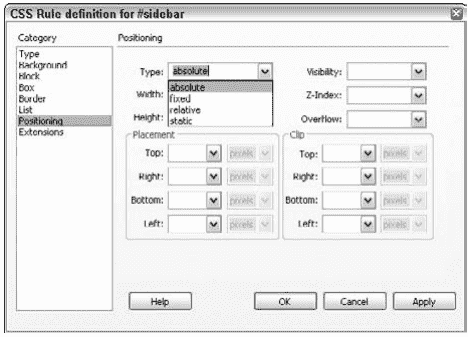 CSS Rule definition for #sidebar
Category
Positioning
Type
Background
Block
Box
Border
List
Positioning
Extensions
Type: absolute
Visibility:
absolute
fixed
relative
static
Width:
Z-Index:
Height:
Overflow:
Placement
Clip
Top: pixels
Top: pixels
Right: pixels
Right: pixels
Bottom: pixels
Bottom: pixels
Left: pixels
Left: pixels
Help
OK
Cancel
Apply